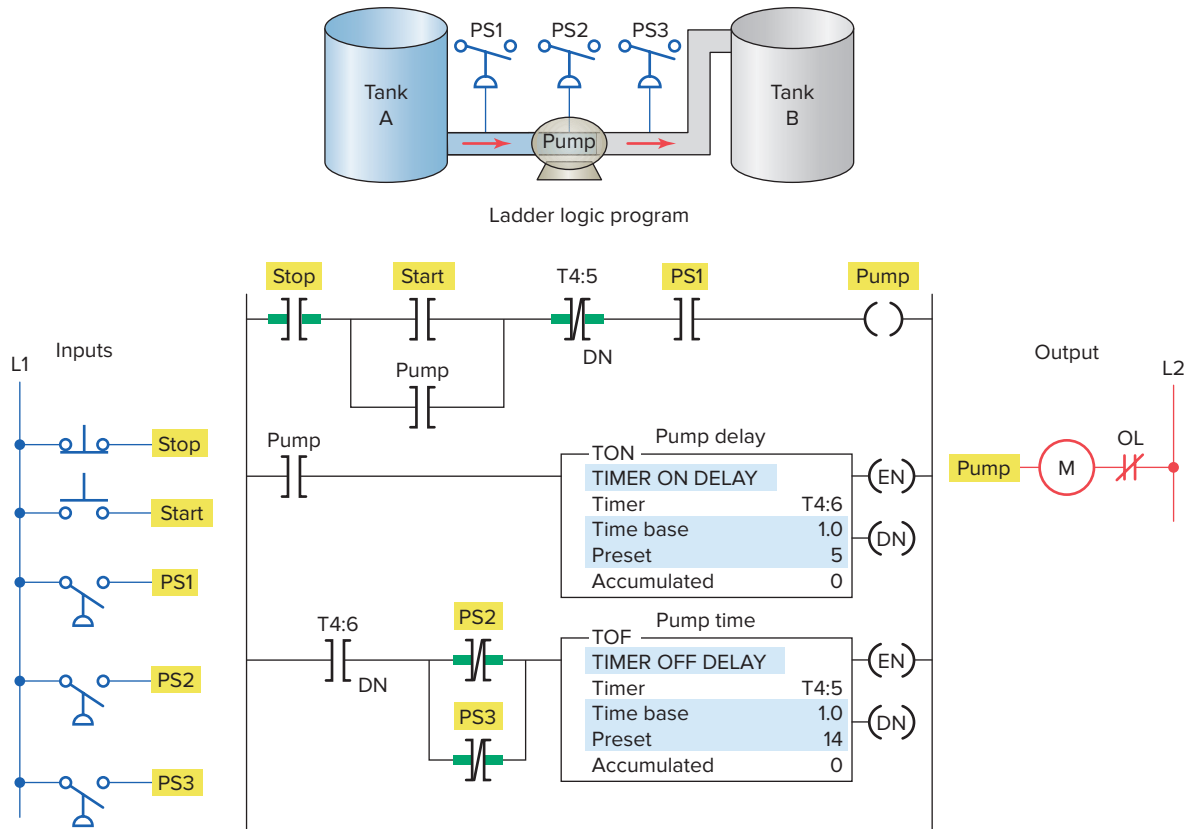 PS1 PS2 PS3
Tank
A
Pump
Tank
B
Ladder logic program
Stop Start T4:5 PS1 Pump
DN
Pump
L1 Inputs
Stop
Start
PS1
PS2
PS3
Pump
Pump delay
TON
TIMER ON DELAY
Timer T4:6
Time base 1.0
Preset 5
Accumulated 0
EN
DN
T4:6
DN
PS2
PS3
Pump time
TOF
TIMER OFF DELAY
Timer T4:5
Time base 1.0
Preset 14
Accumulated 0
EN
DN
Output
L2
Pump M OL